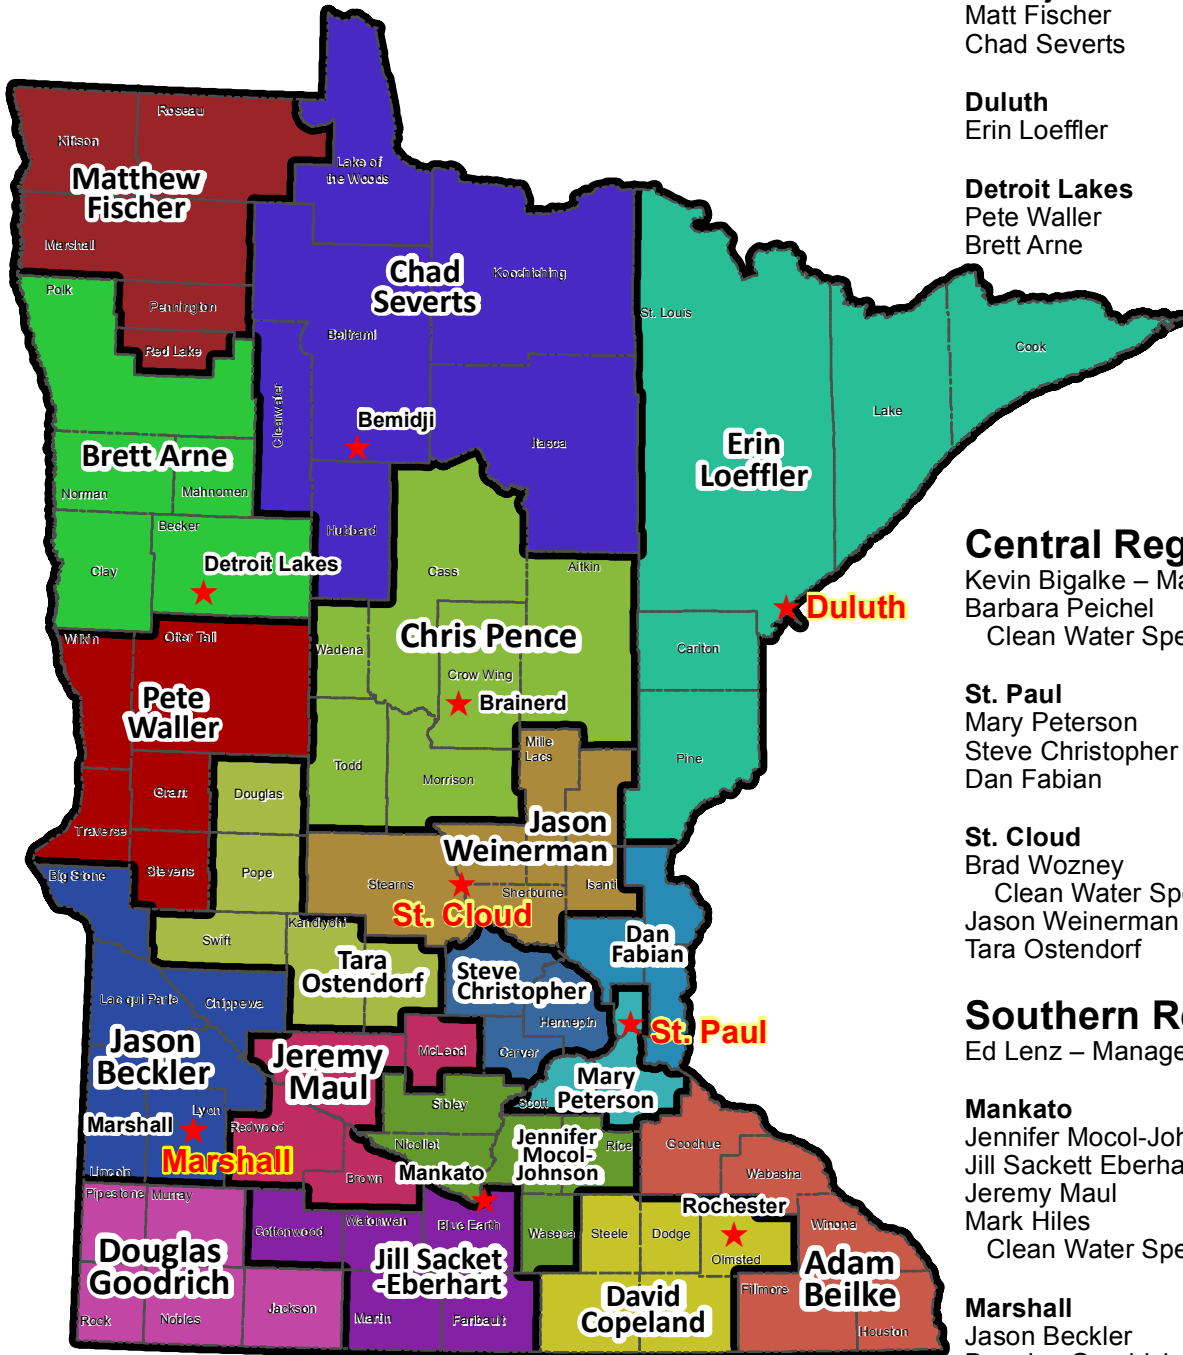 Matt Fischer
Chad Severts
Duluth
Erin Loeffler
Detroit Lakes
Pete Waller
Brett Arne
Central Reg
Kevin Bigalke – Ma
Barbara Peichel
Clean Water Spe
St. Paul
Mary Peterson
Steve Christopher
Dan Fabian
St. Cloud
Brad Wozney
Clean Water Spe
Jason Weinerman
Tara Ostendorf
Southern Re
Ed Lenz – Manage
Mankato
Jennifer Mocol-Joh
Jill Sackett Eberha
Jeremy Maul
Mark Hiles
Clean Water Spe
Marshall
Jason Beckler
Roseau
Kittson
Lake of
the Woods
Matthew
Fischer
Marshall
Chad
Severts
Koochiching
Polk
Pennington
St. Louis
Beltrami
Red Lake
Cook
Lake
Clearwater
Bemidji
Itasca
Erin
Loeffler
Brett Arne
Norman
Mahnomen
Becker
Hubbard
Clay
Detroit Lakes
Cass
Aitkin
Duluth
Wilkin
Otter Tail
Wadena
Chris Pence
Carlton
Crow Wing
Pete
Waller
Brainerd
Mille
Lacs
Todd
Morrison
Pine
Grant
Douglas
Traverse
Jason
Weinerman
Big Stone
Stevens
Pope
Stearns
Sherburne
Isanti
St. Cloud
Kandiyohi
Swift
Dan
Fabian
Tara
Ostendorf
Steve
Christopher
Lac qui Parle
Chippewa
Hennepin
St. Paul
Jason
Beckler
Jeremy
Maul
McLeod
Carver
Mary
Peterson
Scott
Sibley
Lyon
Marshall
Redwood
Marshall
Nicollet
Jennifer
Mocol-
Johnson
Rice
Goodhue
Lincoln
Brown
Mankato
Wabasha
Pipestone
Murray
Rochester
Cottonwood
Watonwan
Blue Earth
Waseca
Steele
Dodge
Olmsted
Winona
Douglas
Goodrich
Jill Sacket
-Eberhart
Adam
Beilke
David
Copeland
Fillmore
Rock
Nobles
Jackson
Martin
Faribault
Houston